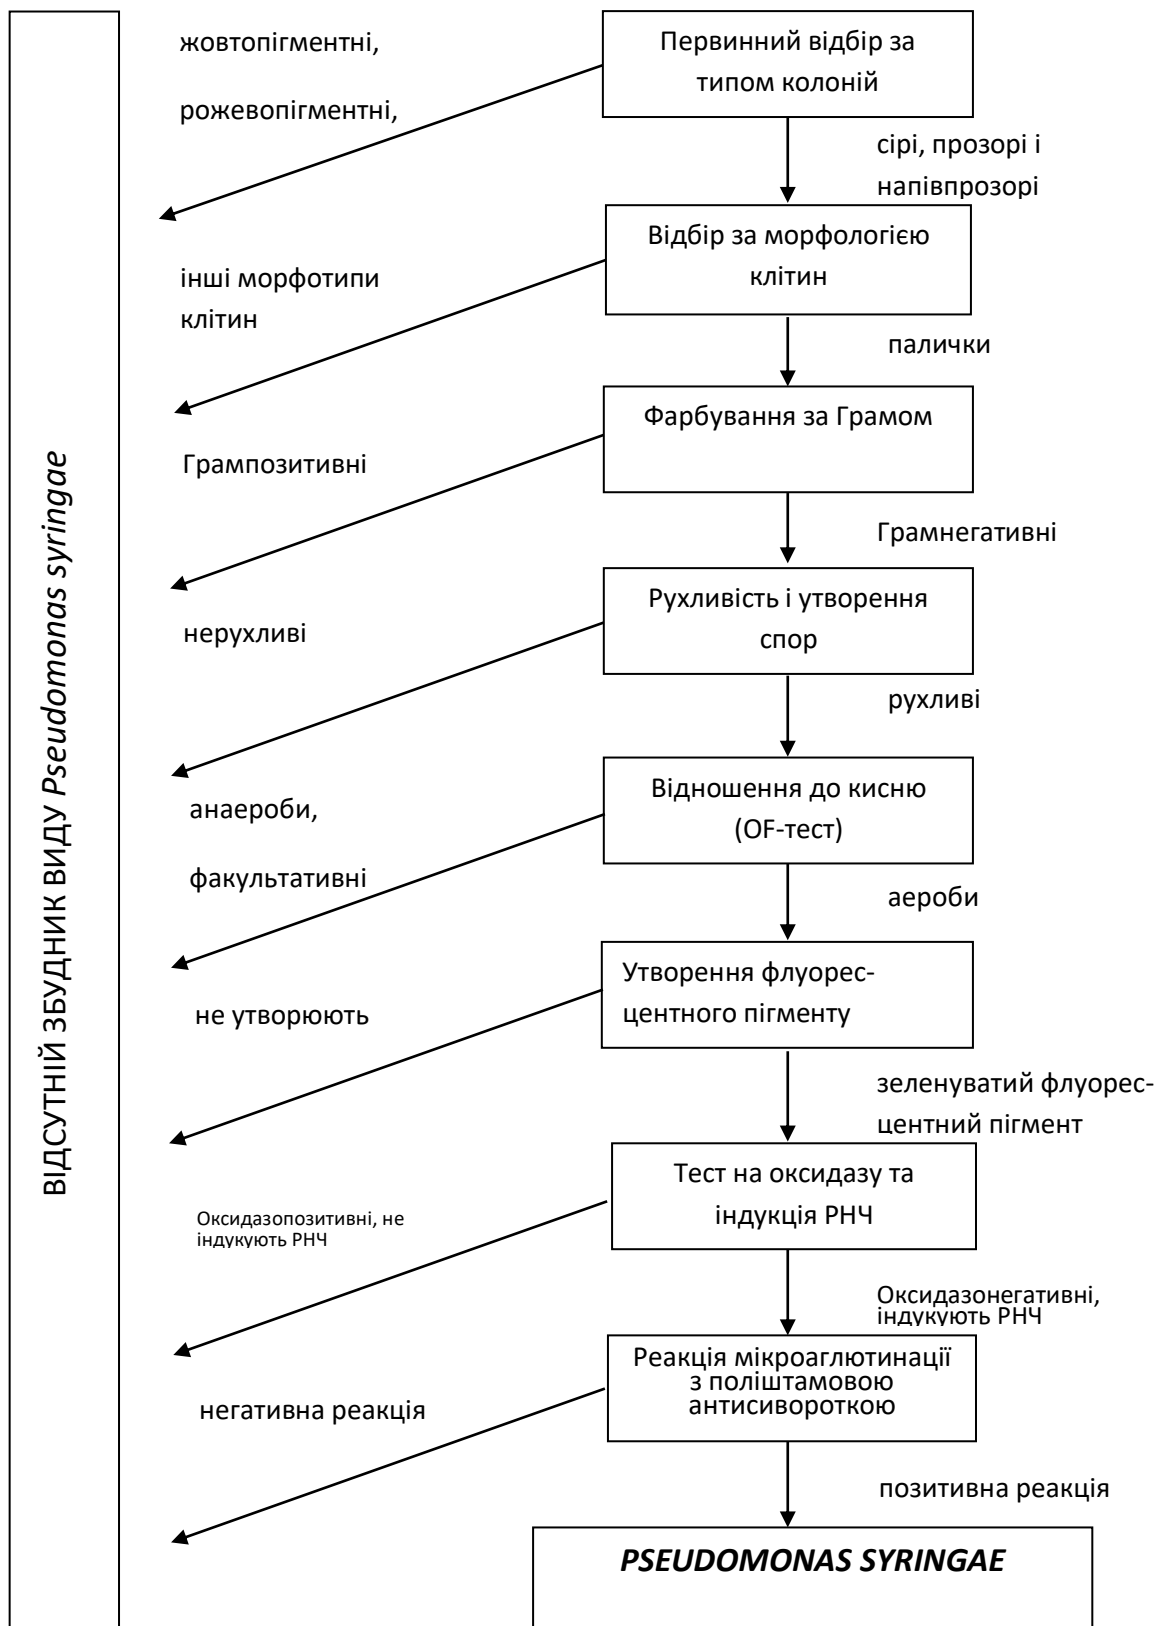 ВІДСУТНІЙ ЗБУДНИК ВИДУ Pseudomonas syringae
жовтопігментні,
рожевопігментні,
Первинний відбір за
типом колоній
сірі, прозорі і
напівпрозорі
Відбір за морфологією
клітин
інші морфотипи
клітин
палички
Фарбування за Грамом
Грампозитивні
Грамнегативні
Рухливість і утворення
спор
нерухливі
рухливі
Відношення до кисню
(OF-тест)
анаероби,
факультативні
аероби
Утворення флуорес-
центного пігменту
не утворюють
зеленуватий флуорес-
центний пігмент
Тест на оксидазу та
індукція РНЧ
Оксидазопозитивні, не
індукують РНЧ
Оксидазонегативні,
індукують РНЧ
Реакція мікроаглютинації
з поліштамовою
антисивороткою
негативна реакція
позитивна реакція
PSEUDOMONAS SYRINGAE